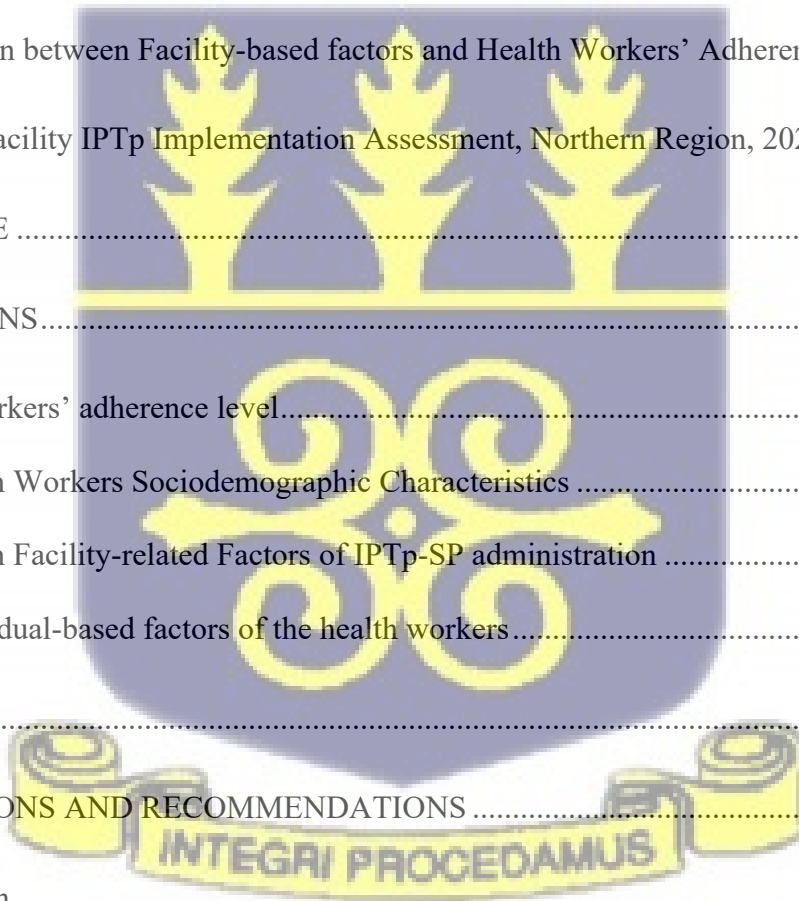 n between Facility-based factors and Health Workers’ Adheren
acility IPTp Implementation Assessment, Northern Region, 202
E ..........................................................................................
NS..........................................................................................
rkers’ adherence level..................................................................
n Workers Sociodemographic Characteristics ..............................
n Facility-related Factors of IPTp-SP administration ..................
dual-based factors of the health workers......................................
..........................................................................................
ONS AND RECOMMENDATIONS ..........................................
INTEGRI PROCEDAMUS
n